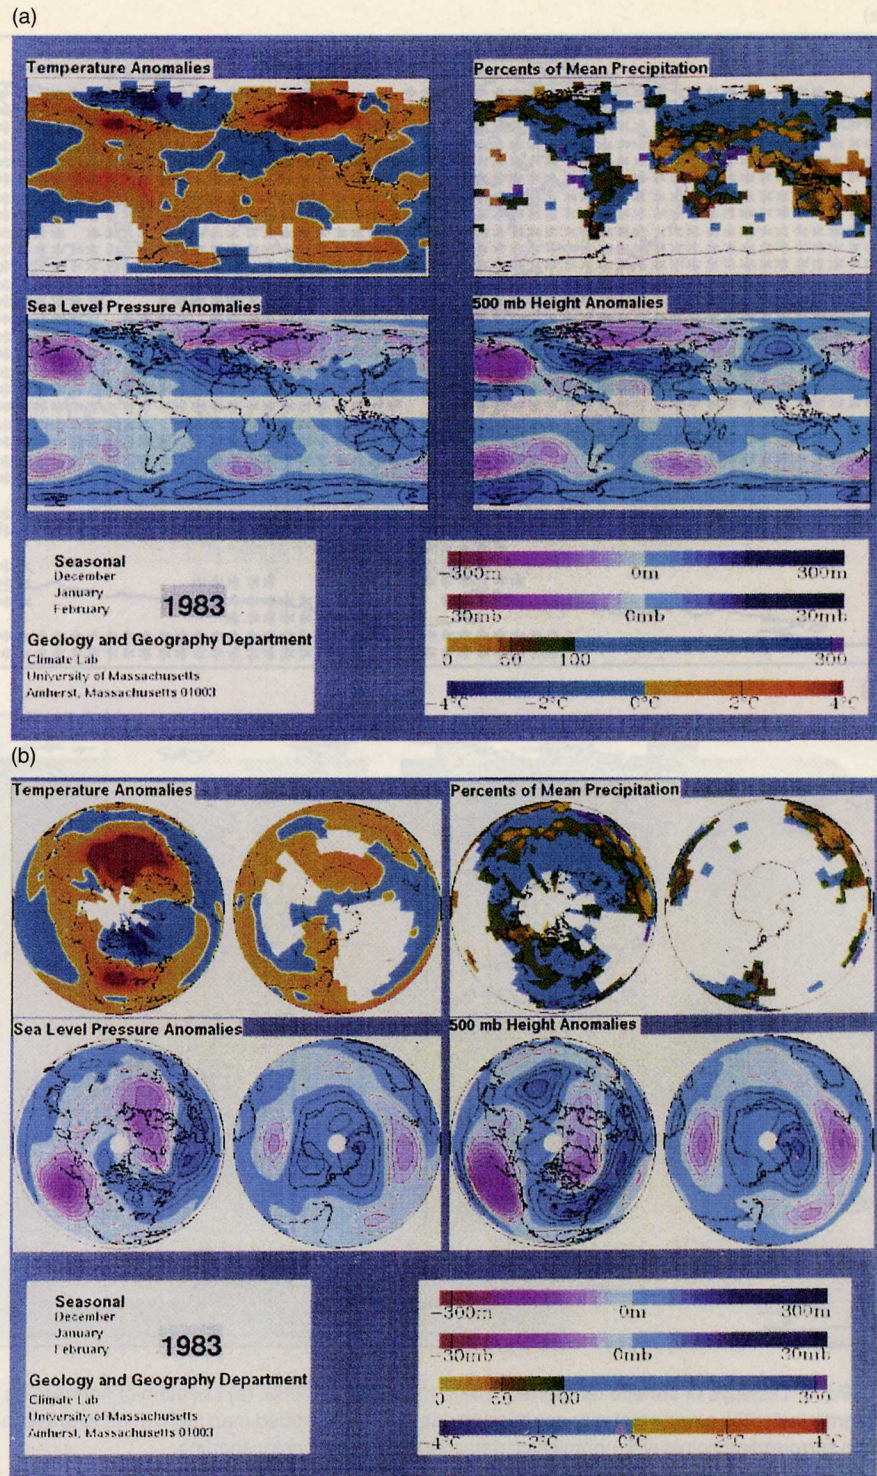 (a)
Temperature Anomalies
Percents of Mean Precipitation
Sea Level Pressure Anomalies
500 mb Height Anomalies
Seasonal
December
January
February
1983
Geology and Geography Department
Climate Lab
University of Massachusetts
Amherst, Massachusetts 01003
-300m 0m 300m
-30mb 0mb 30mb
0 50 100 300
-4°C -2°C 0°C 2°C 4°C
(b)
Temperature Anomalies
Percents of Mean Precipitation
Sea Level Pressure Anomalies
500 mb Height Anomalies
Seasonal
December
January
February
1983
Geology and Geography Department
Climate Lab
University of Massachusetts
Amherst, Massachusetts 01003
-300m 0m 300m
-30mb 0mb 30mb
0 50 100 300
-4°C -2°C 0°C 2°C 4°C